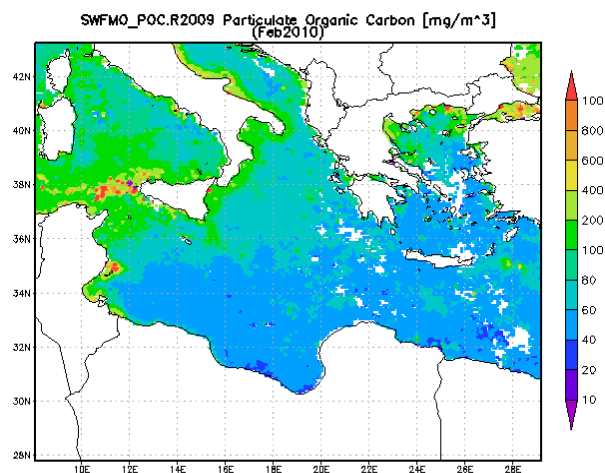 SWFMO_POC.R2009 Particulate Organic Carbon [mg/m^3]
(Feb2010)
42N
40N
38N
36N
34N
32N
30N
28N
10E 12E 14E 16E 18E 20E 22E 24E 26E 28E
100
800
600
400
200
100
80
60
40
20
10